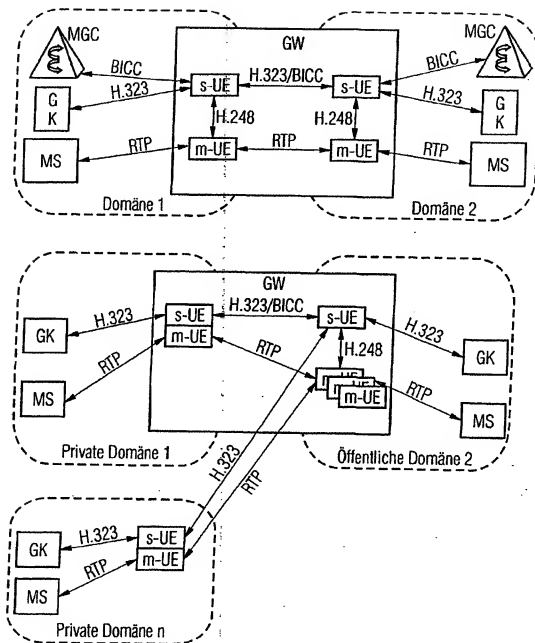 MGC
BICC
H.323
G
K
MS
RTP
Domäne 1
GW
s-UE
H.323/BICC
s-UE
H.248
H.248
m-UE
RTP
m-UE
MGC
BICC
H.323
G
K
RTP
MS
Domäne 2
GW
H.323/BICC
s-UE
m-UE
s-UE
H.323
GK
RTP
MS
Private Domäne 1
RTP
H.248
m-UE
m-UE
m-UE
H.323
GK
RTP
MS
Öffentliche Domäne 2
H.323
RTP
GK
H.323
s-UE
m-UE
MS
RTP
Private Domäne n